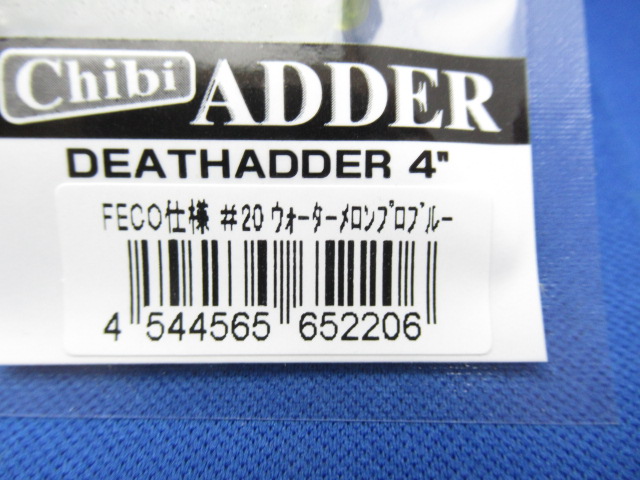 Chibi ADDER
DEATHADDER 4"
FECO仕様 #20 ｳｫｰﾀｰﾒﾛﾝﾌﾟﾛﾌﾞﾙｰ
4 544565 652206